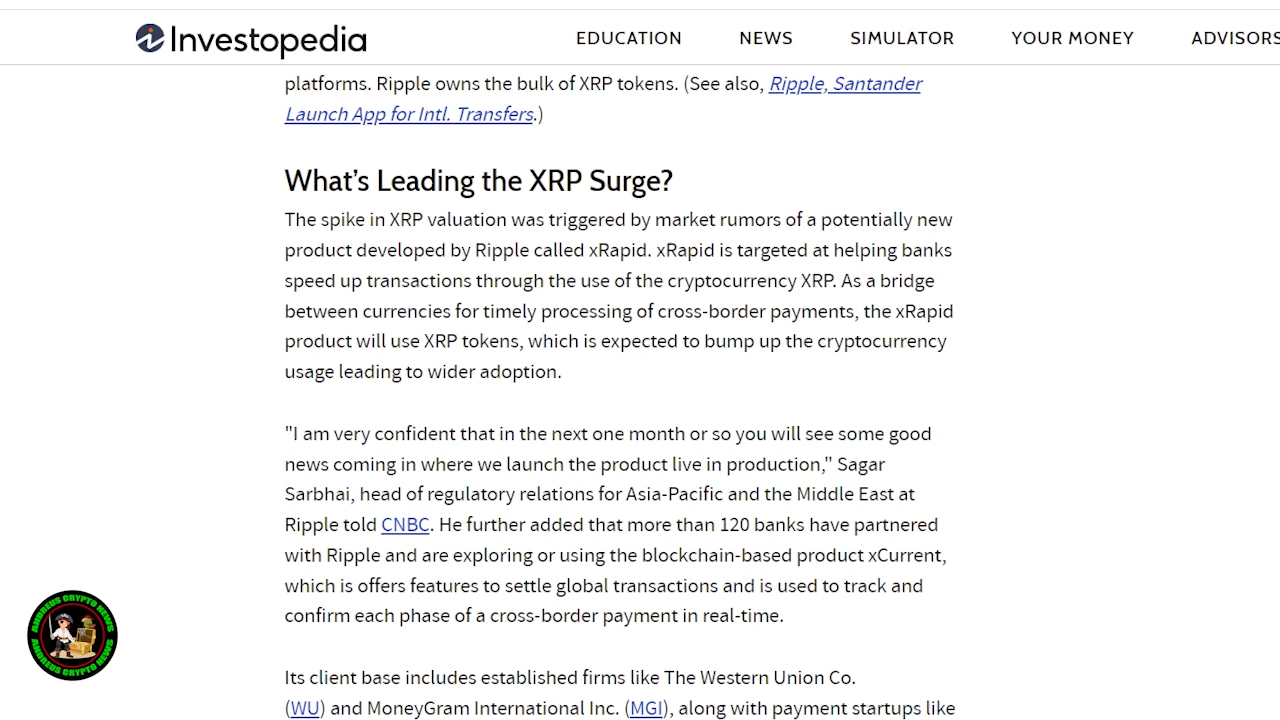 Investopedia
EDUCATION NEWS SIMULATOR YOUR MONEY ADVISORS
platforms. Ripple owns the bulk of XRP tokens. (See also, Ripple, Santander
Launch App for Intl. Transfers.)
What's Leading the XRP Surge?
The spike in XRP valuation was triggered by market rumors of a potentially new
product developed by Ripple called xRapid. xRapid is targeted at helping banks
speed up transactions through the use of the cryptocurrency XRP. As a bridge
between currencies for timely processing of cross-border payments, the xRapid
product will use XRP tokens, which is expected to bump up the cryptocurrency
usage leading to wider adoption.
"I am very confident that in the next one month or so you will see some good
news coming in where we launch the product live in production," Sagar
Sarbhai, head of regulatory relations for Asia-Pacific and the Middle East at
Ripple told CNBC. He further added that more than 120 banks have partnered
with Ripple and are exploring or using the blockchain-based product xCurrent,
which is offers features to settle global transactions and is used to track and
confirm each phase of a cross-border payment in real-time.
Its client base includes established firms like The Western Union Co.
(WU) and MoneyGram International Inc. (MGI), along with payment startups like
ANDREUS CRYPTO NEWS
ANDREUS CRYPTO NEWS